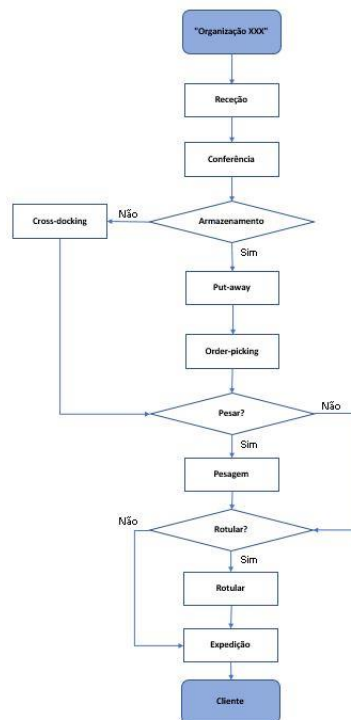 "Organização XXX"
Receção
Conferência
Não
Cross-docking
Armazenamento
Sim
Put-away
Order-picking
Pesar?
Não
Sim
Pesagem
Não
Rotular?
Sim
Rotular
Expedição
Cliente